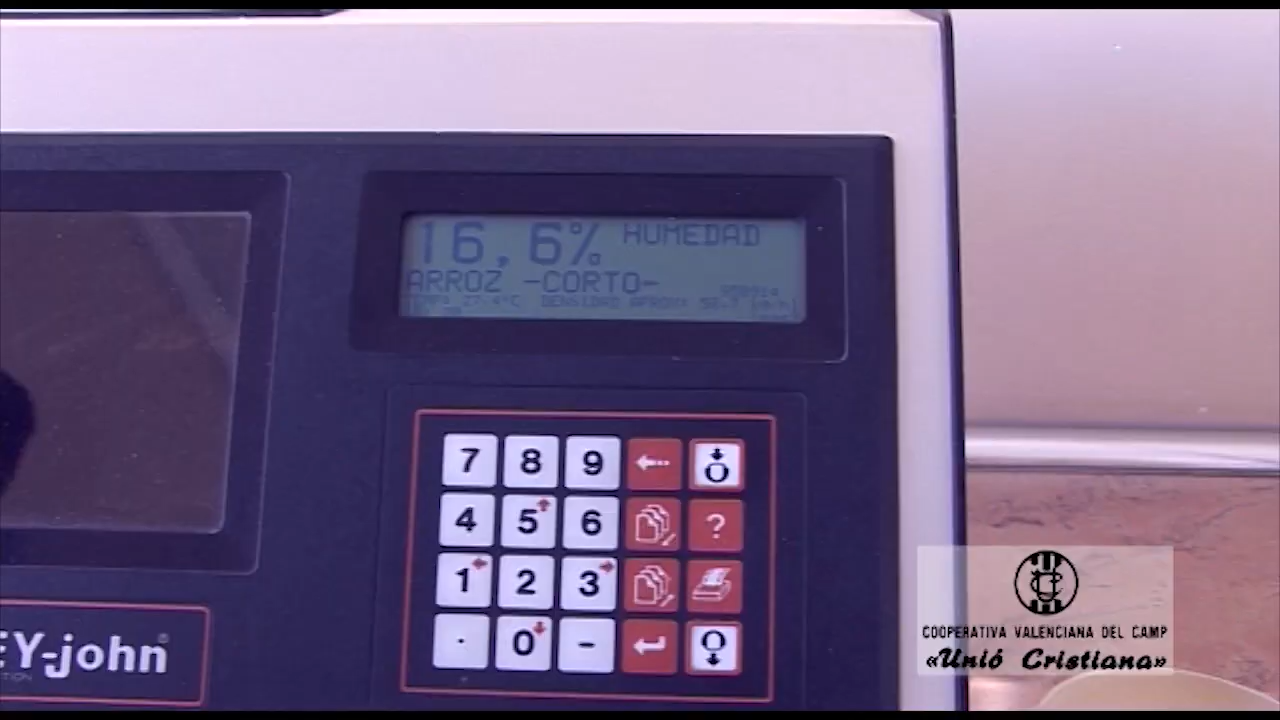 16,6% HUMEDAD
ARROZ -CORTO-
27.4°C DENSIDAD APROX:
7 8 9
4 5 6 ?
1 2 3
. 0 -
EY-john®
COOPERATIVA VALENCIANA DEL CAMP
«Unió Cristiana»